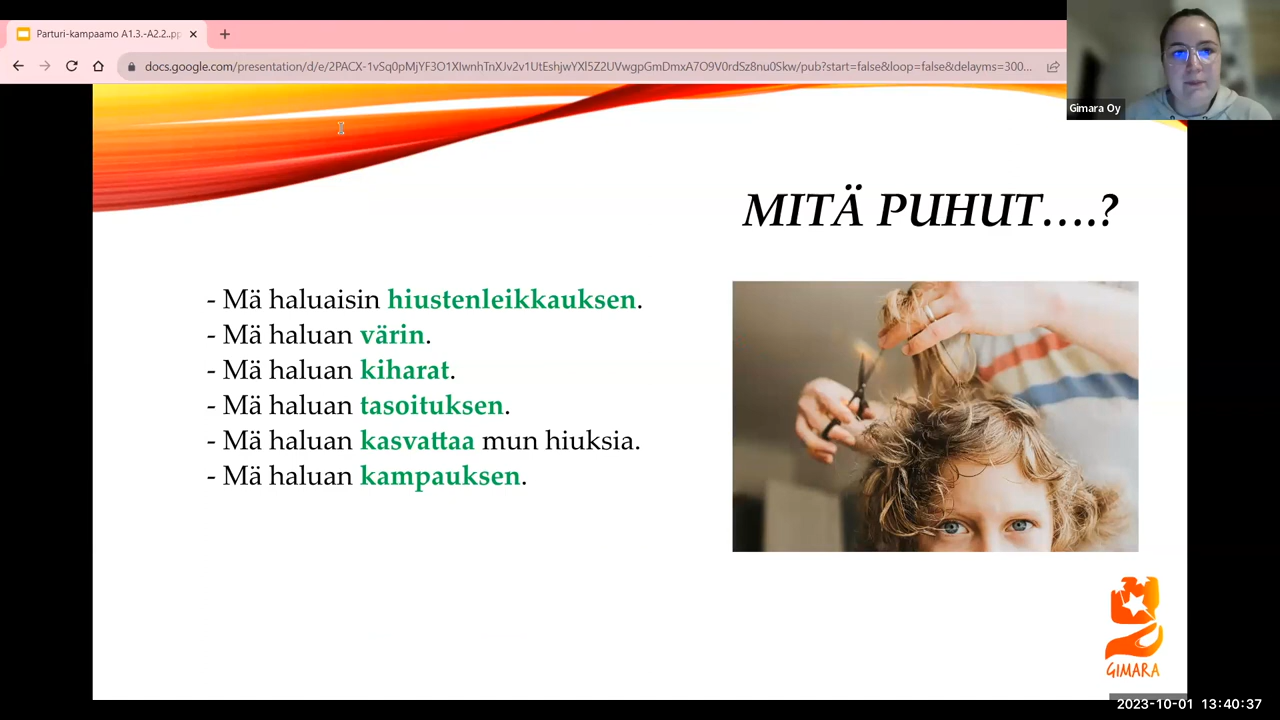 Parturi-kampaamo A1.3.-A2.2..pp
docs.google.com/presentation/d/e/2PACX-1vSq0pMjYF3O1XIwnhTnXJv2v1UtEshjwYXl5Z2UVwgpGmDmxA7O9V0rdSz8nu0Skw/pub?start=false&loop=false&delayms=300...
Gimara Oy
MITÄ PUHUT….?
- Mä haluaisin hiustenleikkauksen.
- Mä haluan värin.
- Mä haluan kiharat.
- Mä haluan tasoituksen.
- Mä haluan kasvattaa mun hiuksia.
- Mä haluan kampauksen.
GIMARA
2023-10-01 13:40:37